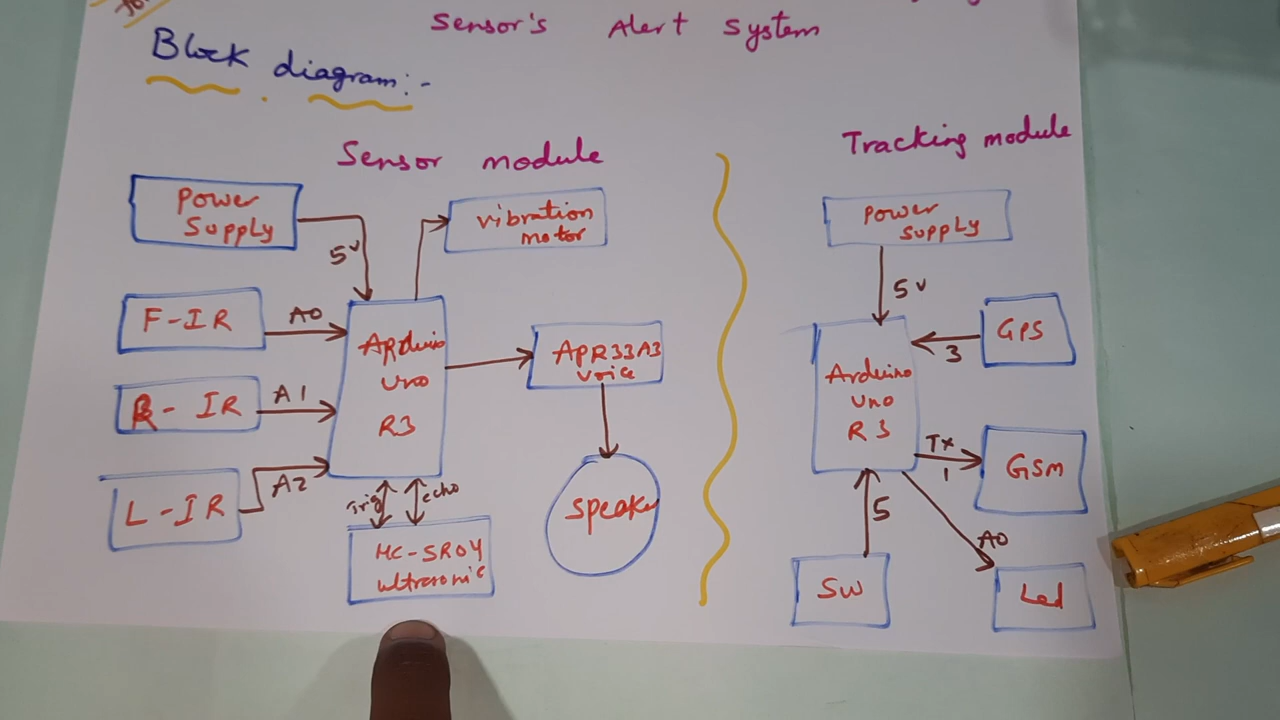 Sensor's Alert System
Block diagram:-
Sensor module
Tracking module
Power
Supply
5V
vibration
motor
F-IR
A0
R-IR
A1
L-IR
A2
Arduino
uno
R3
APR33A3
voice
speaker
Trig
echo
HC-SR04
ultrasonic
power
supply
5V
Arduino
uno
R3
GPS
3
Tx
1
GSm
5
SW
A0
Led